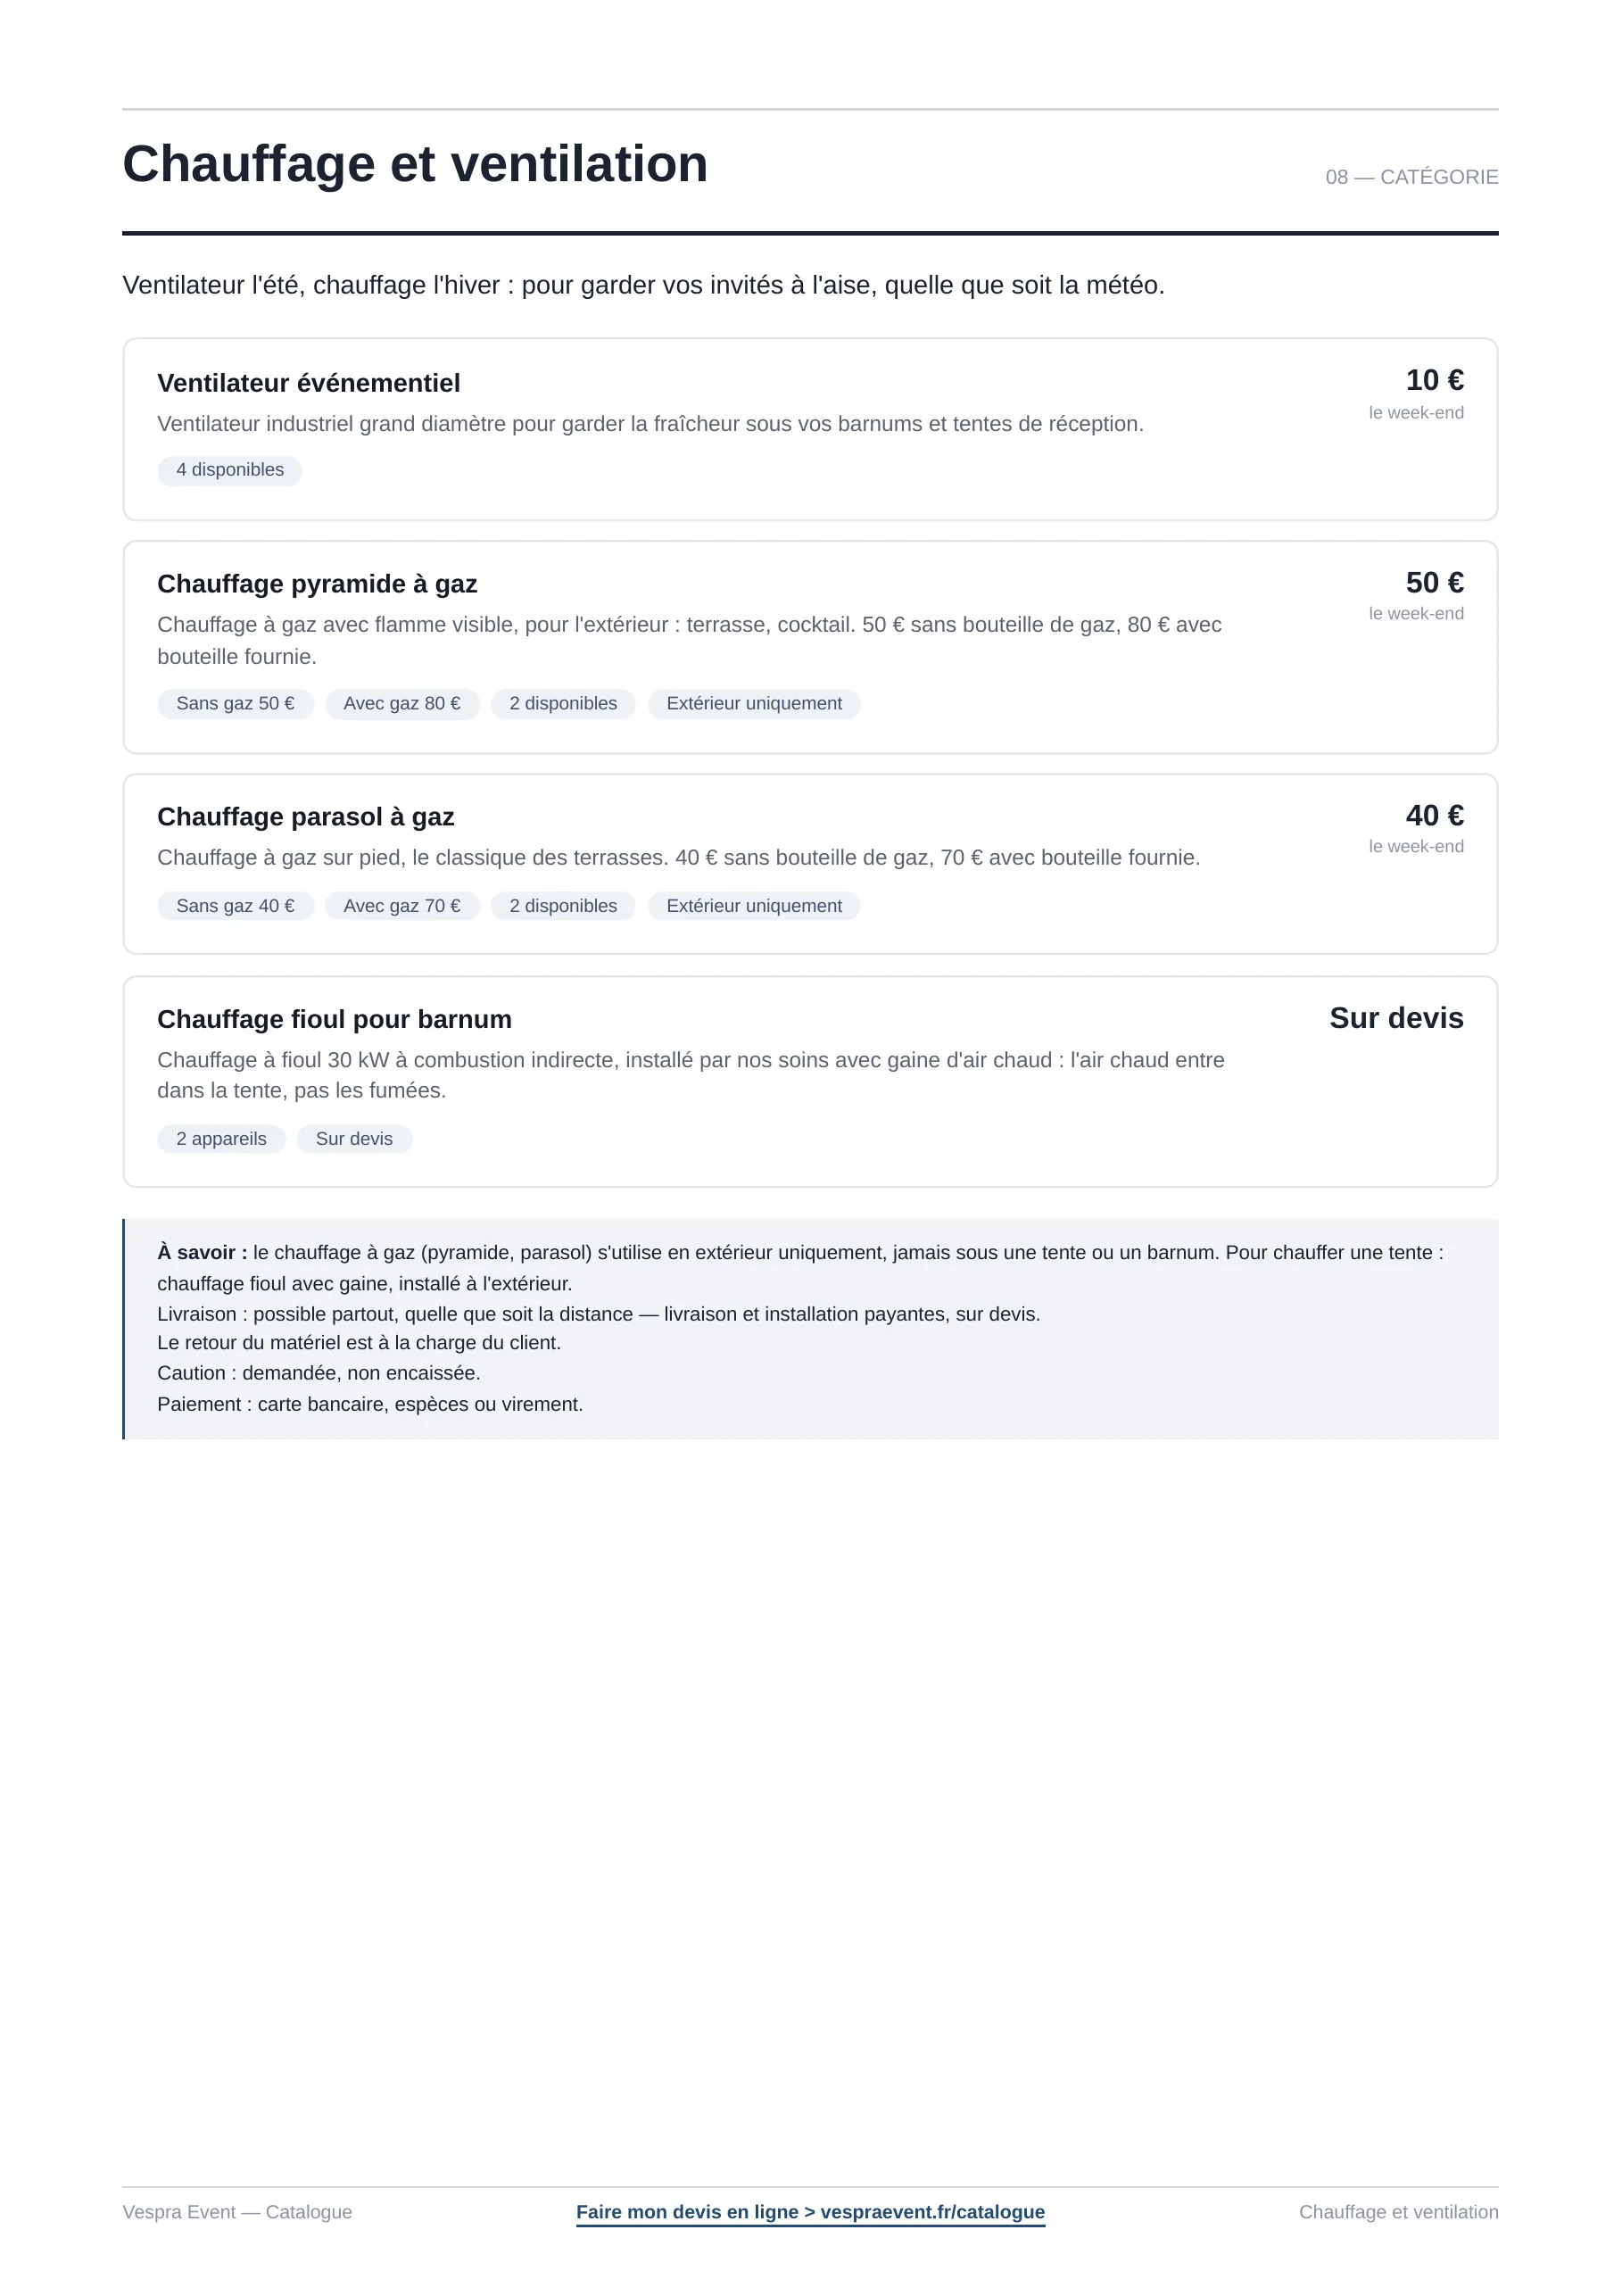 Chauffage et ventilation
08 — CATÉGORIE
Ventilateur l'été, chauffage l'hiver : pour garder vos invités à l'aise, quelle que soit la météo.
Ventilateur événementiel
10 €
le week-end
Ventilateur industriel grand diamètre pour garder la fraîcheur sous vos barnums et tentes de réception.
4 disponibles
Chauffage pyramide à gaz
50 €
le week-end
Chauffage à gaz avec flamme visible, pour l'extérieur : terrasse, cocktail. 50 € sans bouteille de gaz, 80 € avec
bouteille fournie.
Sans gaz 50 € Avec gaz 80 € 2 disponibles Extérieur uniquement
Chauffage parasol à gaz
40 €
le week-end
Chauffage à gaz sur pied, le classique des terrasses. 40 € sans bouteille de gaz, 70 € avec bouteille fournie.
Sans gaz 40 € Avec gaz 70 € 2 disponibles Extérieur uniquement
Chauffage fioul pour barnum
Sur devis
Chauffage à fioul 30 kW à combustion indirecte, installé par nos soins avec gaine d'air chaud : l'air chaud entre
dans la tente, pas les fumées.
2 appareils Sur devis
À savoir : le chauffage à gaz (pyramide, parasol) s'utilise en extérieur uniquement, jamais sous une tente ou un barnum. Pour chauffer une tente :
chauffage fioul avec gaine, installé à l'extérieur.
Livraison : possible partout, quelle que soit la distance — livraison et installation payantes, sur devis.
Le retour du matériel est à la charge du client.
Caution : demandée, non encaissée.
Paiement : carte bancaire, espèces ou virement.
Vespra Event — Catalogue
Faire mon devis en ligne > vespraevent.fr/catalogue
Chauffage et ventilation